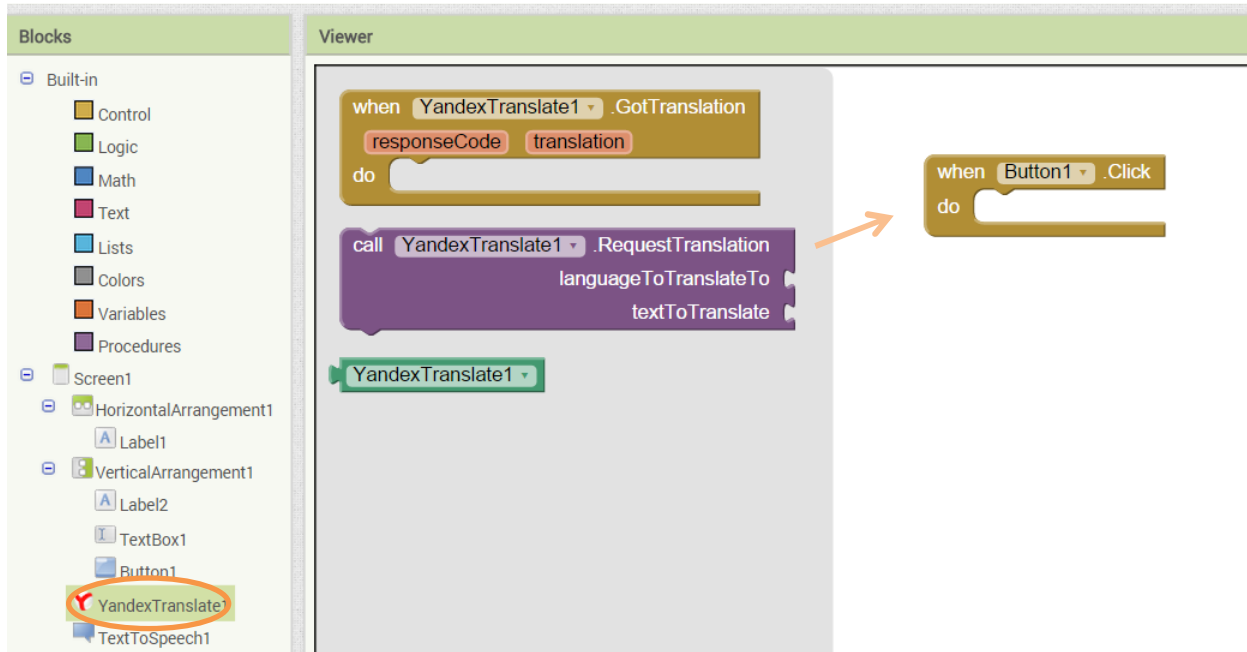 Blocks
Built-in
Control
Logic
Math
Text
Lists
Colors
Variables
Procedures
Screen1
HorizontalArrangement1
Label1
VerticalArrangement1
Label2
TextBox1
Button1
YandexTranslate1
TextToSpeech1
Viewer
when YandexTranslate1 .GotTranslation
responseCode translation
do
call YandexTranslate1 .RequestTranslation
languageToTranslateTo
textToTranslate
YandexTranslate1
when Button1 .Click
do